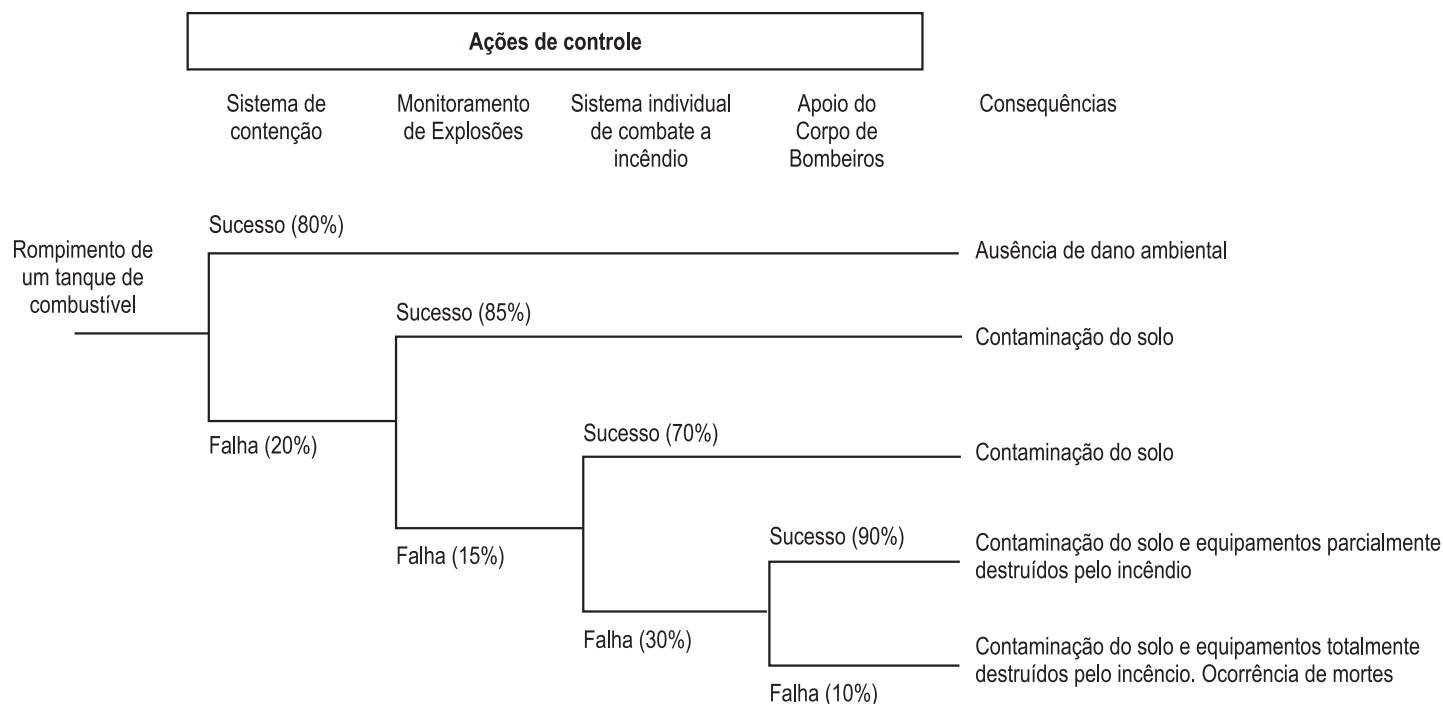 Ações de controle
Sistema de
contenção
Monitoramento
de Explosões
Sistema individual
de combate a
incêndio
Apoio do
Corpo de
Bombeiros
Consequências
Rompimento de
um tanque de
combustível
Sucesso (80%)
Ausência de dano ambiental
Sucesso (85%)
Contaminação do solo
Falha (20%)
Sucesso (70%)
Contaminação do solo
Falha (15%)
Sucesso (90%)
Contaminação do solo e equipamentos parcialmente
destruídos pelo incêndio
Falha (30%)
Contaminação do solo e equipamentos totalmente
destruídos pelo incêncio. Ocorrência de mortes
Falha (10%)